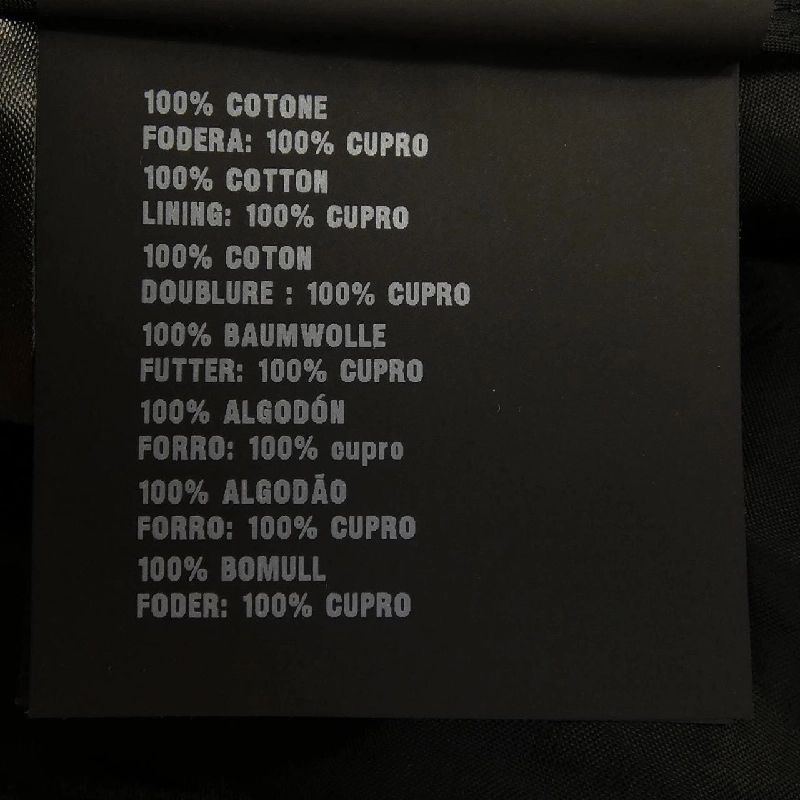 100% COTONE
FODERA: 100% CUPRO
100% COTTON
LINING: 100% CUPRO
100% COTON
DOUBLURE : 100% CUPRO
100% BAUMWOLLE
FUTTER: 100% CUPRO
100% ALGODÓN
FORRO: 100% cupro
100% ALGODÃO
FORRO: 100% CUPRO
100% BOMULL
FODER: 100% CUPRO